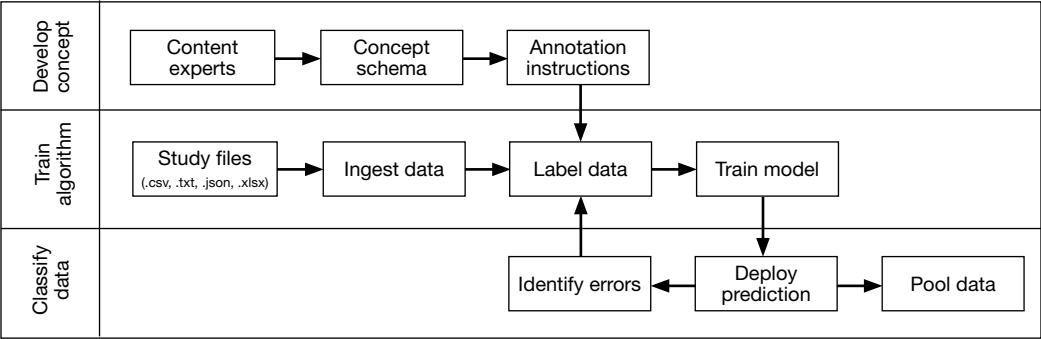 Develop
concept
Content
experts
Concept
schema
Annotation
instructions
Train
algorithm
Study files
(.csv, .txt, .json, .xlsx)
Ingest data
Label data
Train model
Classify
data
Identify errors
Deploy
prediction
Pool data